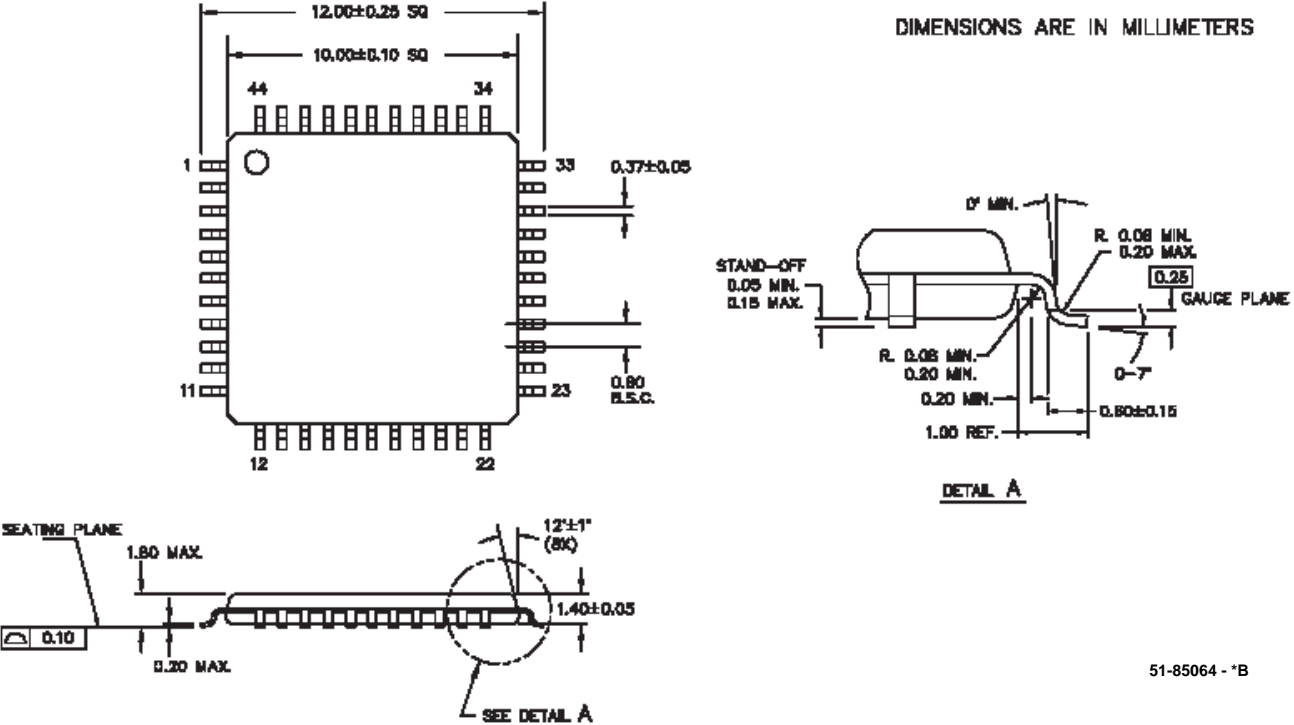 12.00±0.25 SQ
DIMENSIONS ARE IN MILLIMETERS
10.00±0.10 SQ
44
34
1
33
0.37±0.05
0° MIN.
R. 0.08 MIN.
0.20 MAX.
STAND-OFF
0.05 MIN.
0.15 MAX.
0.25
GAUGE PLANE
R. 0.08 MIN.
0.20 MIN.
0-7°
0.20 MIN.
0.60±0.15
1.00 REF.
0.80
B.S.C.
11
23
12
22
DETAIL A
SEATING PLANE
12°±1°
(8X)
1.60 MAX.
1.40±0.05
0.10
0.20 MAX.
51-85064 - *B
SEE DETAIL A